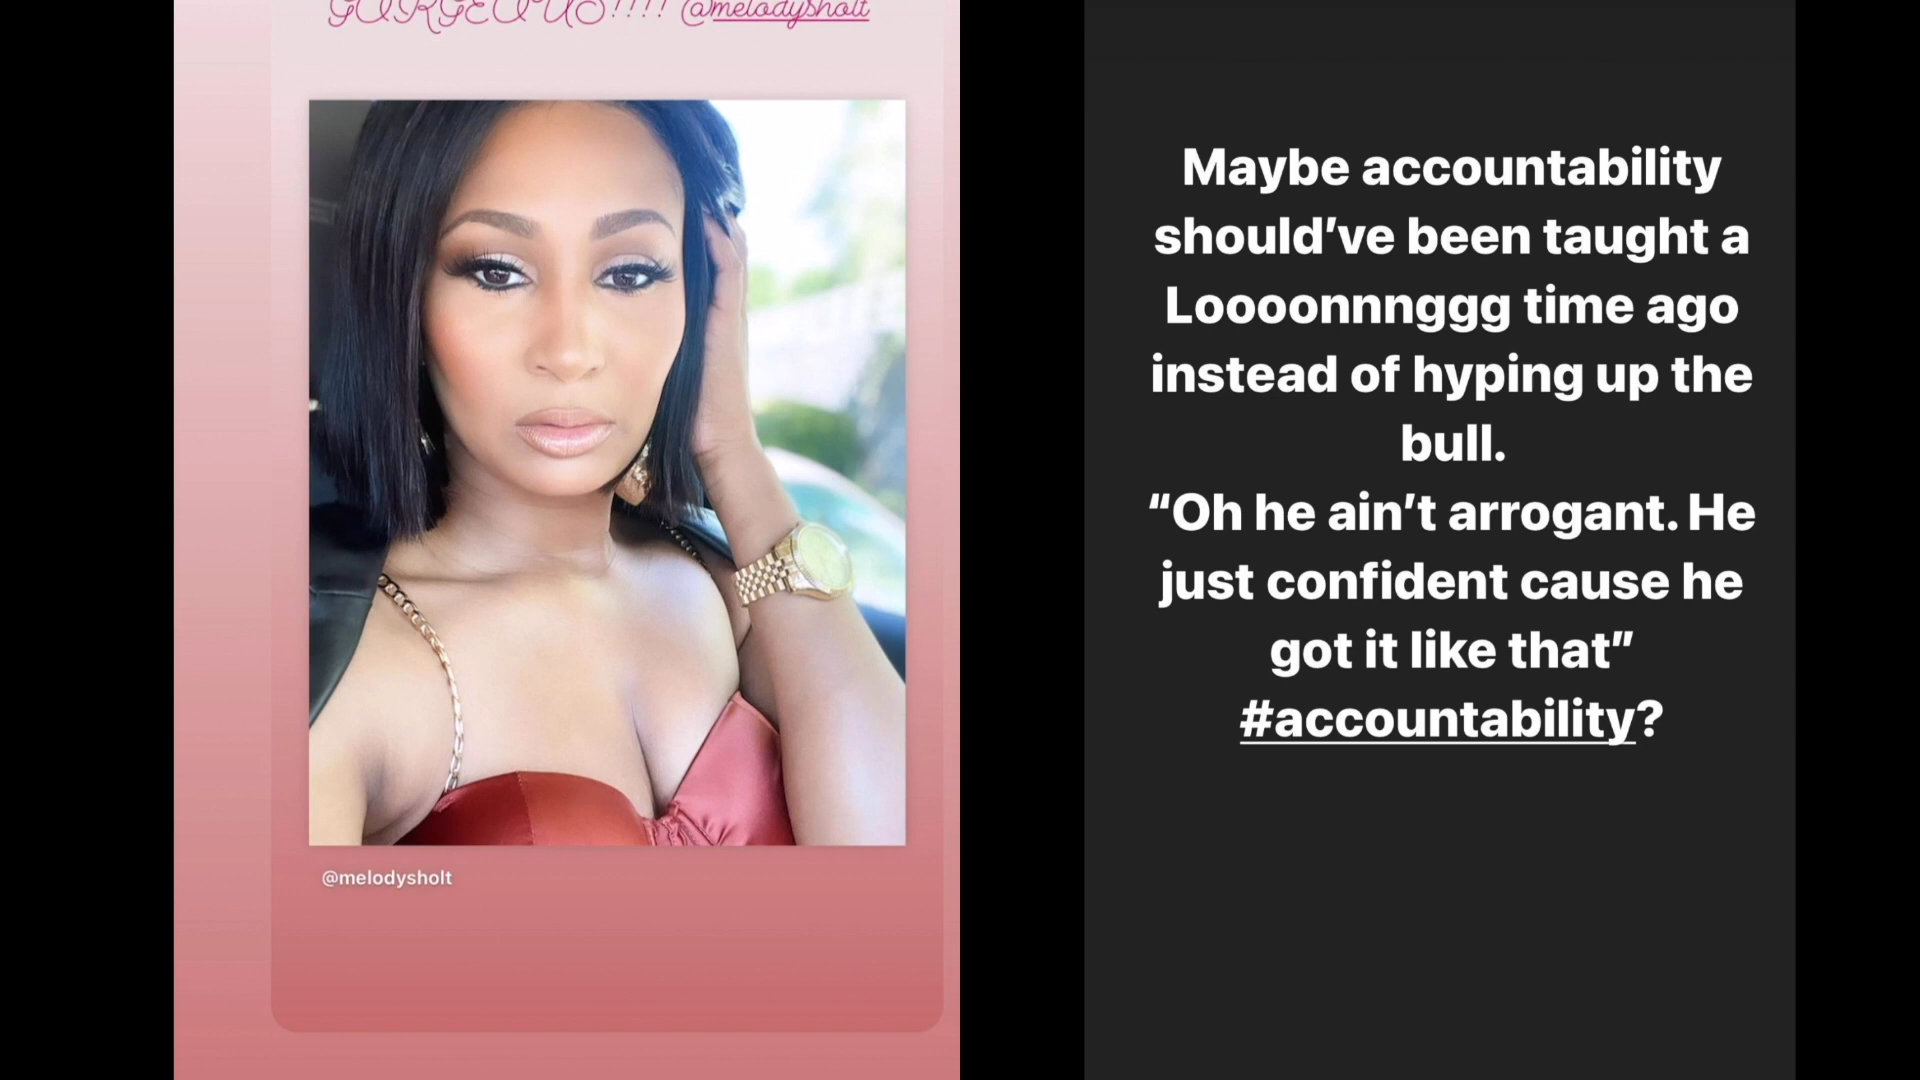 GORGEOUS!!!! @melodysholt
@melodysholt
Maybe accountability
should’ve been taught a
Loooonnnggg time ago
instead of hyping up the
bull.
“Oh he ain’t arrogant. He
just confident cause he
got it like that”
#accountability?